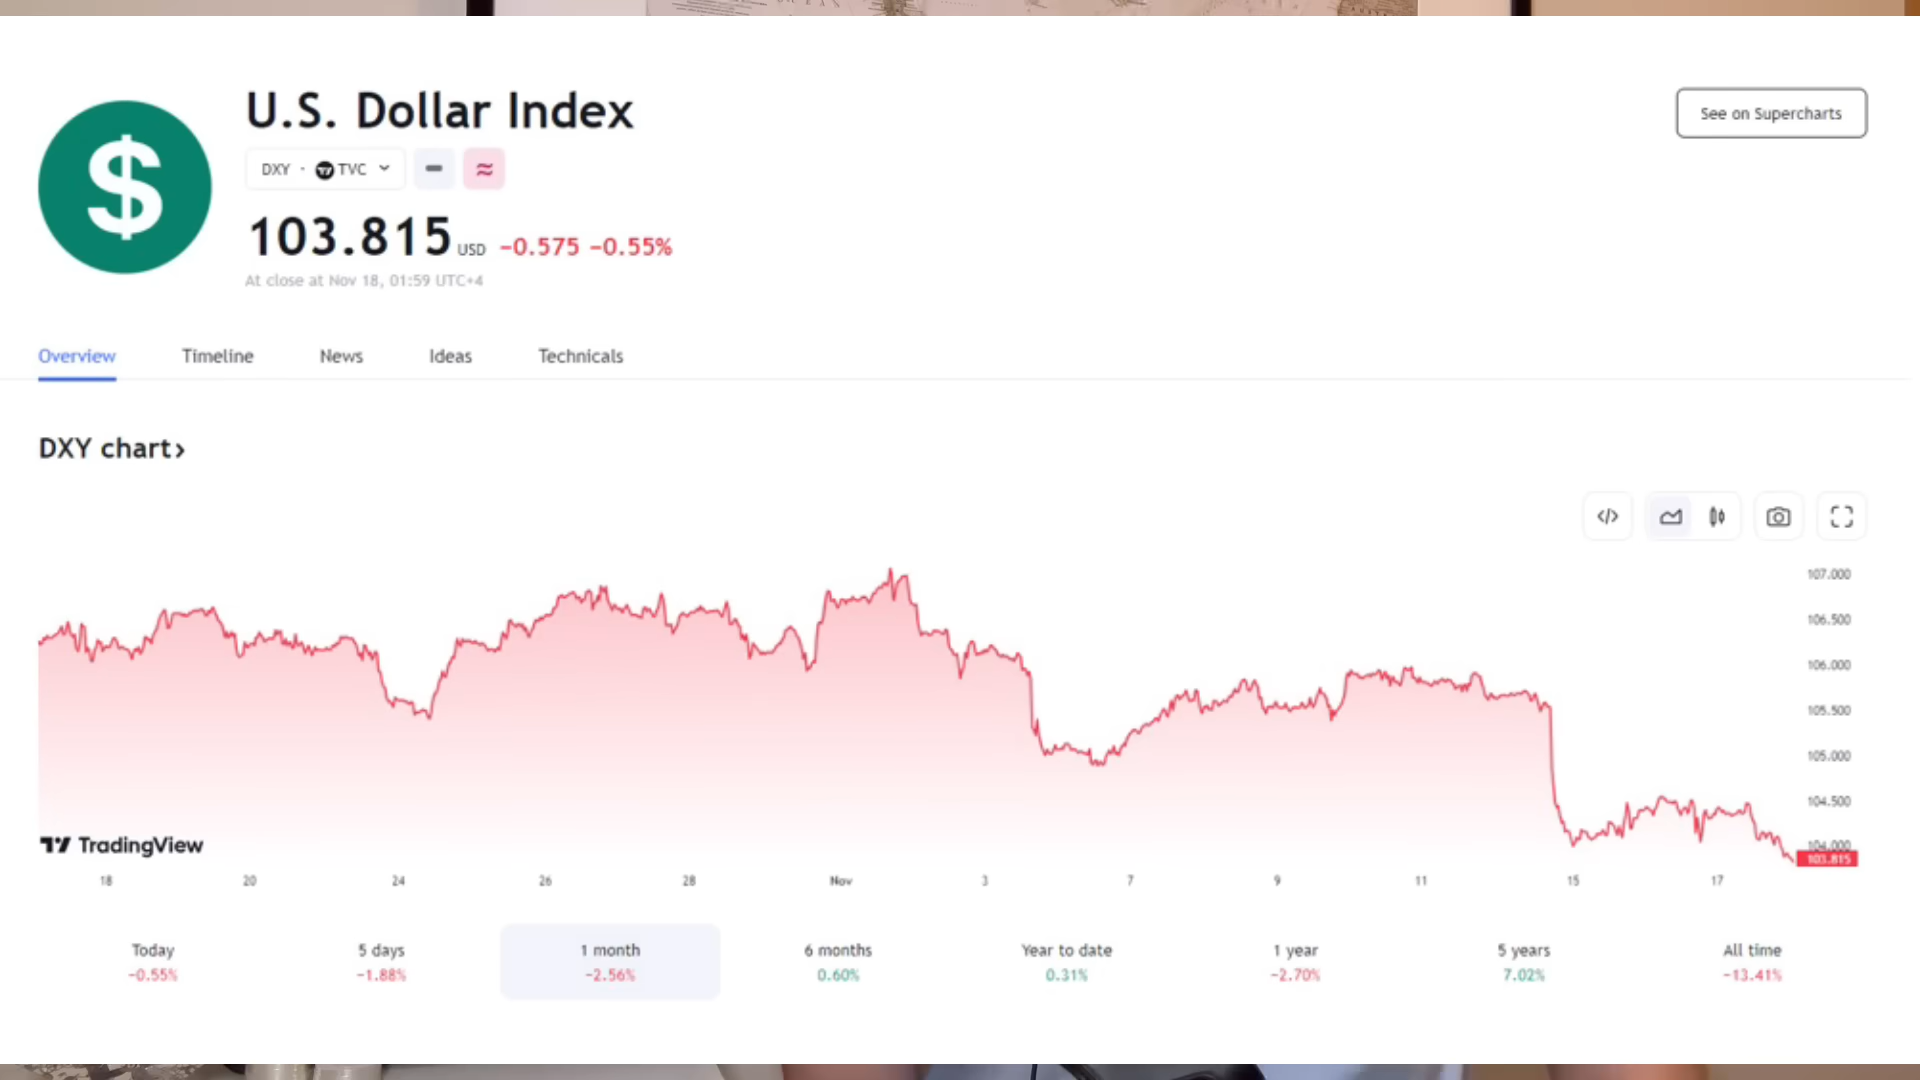 U.S. Dollar Index
See on Supercharts
DXY · TVC
103.815 USD −0.575 −0.55%
At close at Nov 18, 01:59 UTC+4
Overview Timeline News Ideas Technicals
DXY chart›
107.000
106.500
106.000
105.500
105.000
104.500
104.000
103.815
TradingView
18 20 24 26 28 Nov 3 7 9 11 15 17
Today 5 days 1 month 6 months Year to date 1 year 5 years All time
−0.55% −1.88% −2.56% 0.60% 0.31% −2.70% 7.02% −13.41%